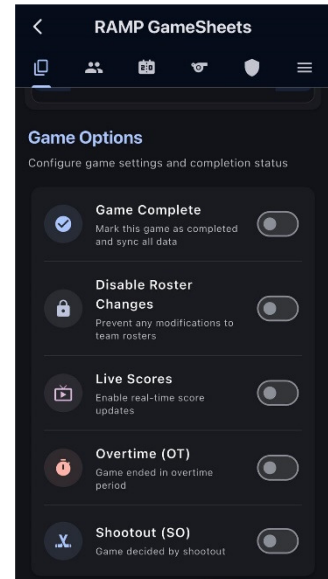 RAMP GameSheets
Game Options
Configure game settings and completion status
Game Complete
Mark this game as completed
and sync all data
Disable Roster
Changes
Prevent any modifications to
team rosters
Live Scores
Enable real-time score
updates
Overtime (OT)
Game ended in overtime
period
Shootout (SO)
Game decided by shootout